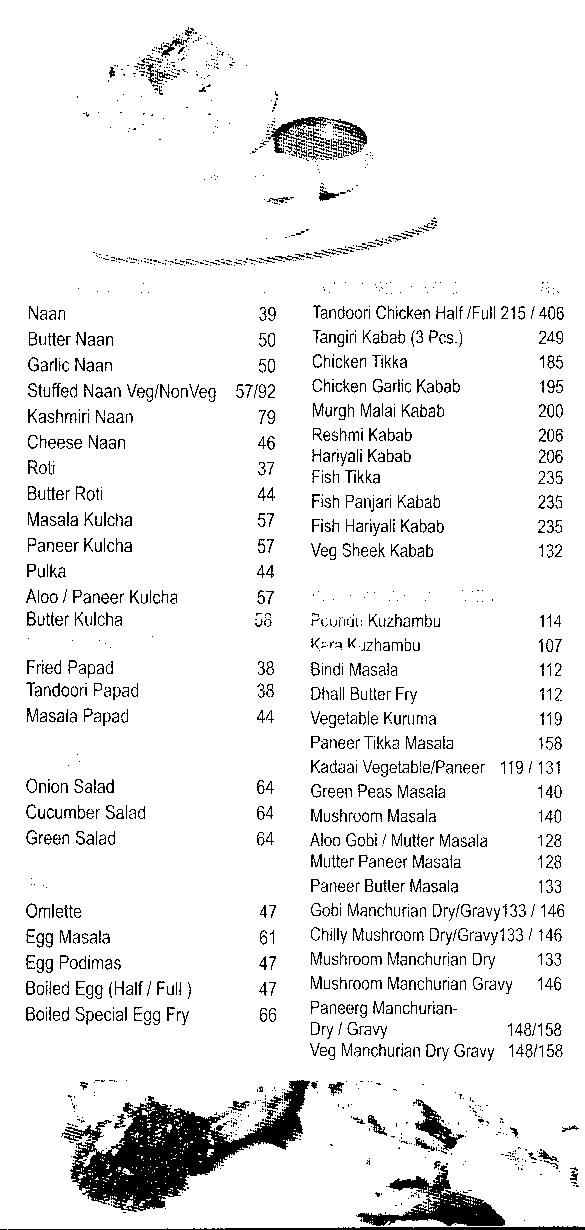 Naan 39
Butter Naan 50
Garlic Naan 50
Stuffed Naan Veg/NonVeg 57/92
Kashmiri Naan 79
Cheese Naan 46
Roti 37
Butter Roti 44
Masala Kulcha 57
Paneer Kulcha 57
Pulka 44
Aloo / Paneer Kulcha 57
Butter Kulcha 58
Fried Papad 38
Tandoori Papad 38
Masala Papad 44
Onion Salad 64
Cucumber Salad 64
Green Salad 64
Omlette 47
Egg Masala 61
Egg Podimas 47
Boiled Egg (Half / Full ) 47
Boiled Special Egg Fry 66
Tandoori Chicken Half /Full 215 / 406
Tangiri Kabab (3 Pcs.) 249
Chicken Tikka 185
Chicken Garlic Kabab 195
Murgh Malai Kabab 200
Reshmi Kabab 206
Hariyali Kabab 206
Fish Tikka 235
Fish Panjari Kabab 235
Fish Hariyali Kabab 235
Veg Sheek Kabab 132
Kuzhambu 114
Kara Kuzhambu 107
Bindi Masala 112
Dhall Butter Fry 112
Vegetable Kuruma 119
Paneer Tikka Masala 158
Kadaai Vegetable/Paneer 119 / 131
Green Peas Masala 140
Mushroom Masala 140
Aloo Gobi / Mutter Masala 128
Mutter Paneer Masala 128
Paneer Butter Masala 133
Gobi Manchurian Dry/Gravy133 / 146
Chilly Mushroom Dry/Gravy133 / 146
Mushroom Manchurian Dry 133
Mushroom Manchurian Gravy 146
Paneerg Manchurian-
Dry / Gravy 148/158
Veg Manchurian Dry Gravy 148/158